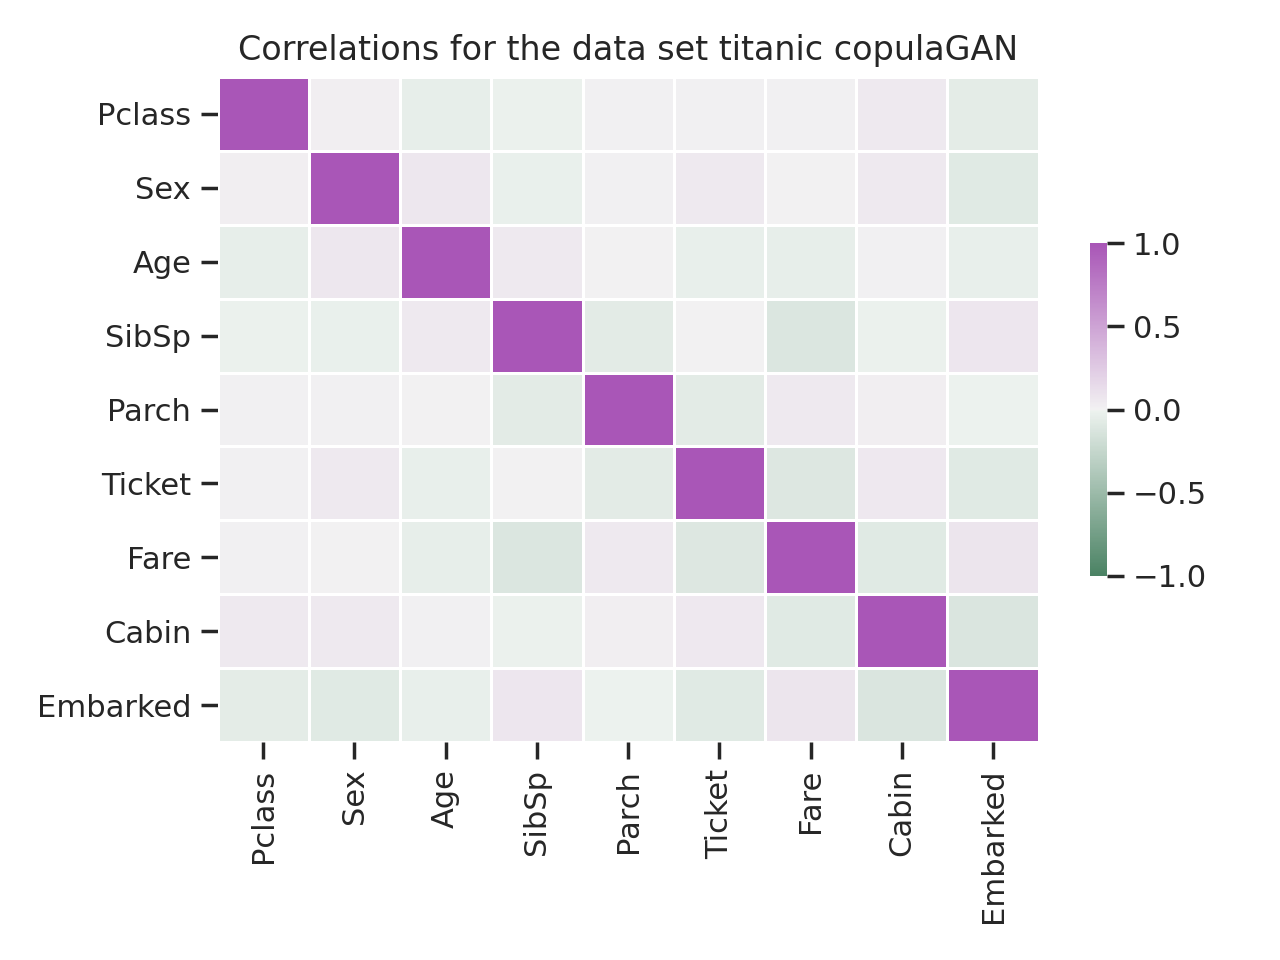 Correlations for the data set titanic copulaGAN
Pclass
Sex
Age
SibSp
Parch
Ticket
Fare
Cabin
Embarked
1.0
0.5
0.0
−0.5
−1.0
Pclass
Sex
Age
SibSp
Parch
Ticket
Fare
Cabin
Embarked